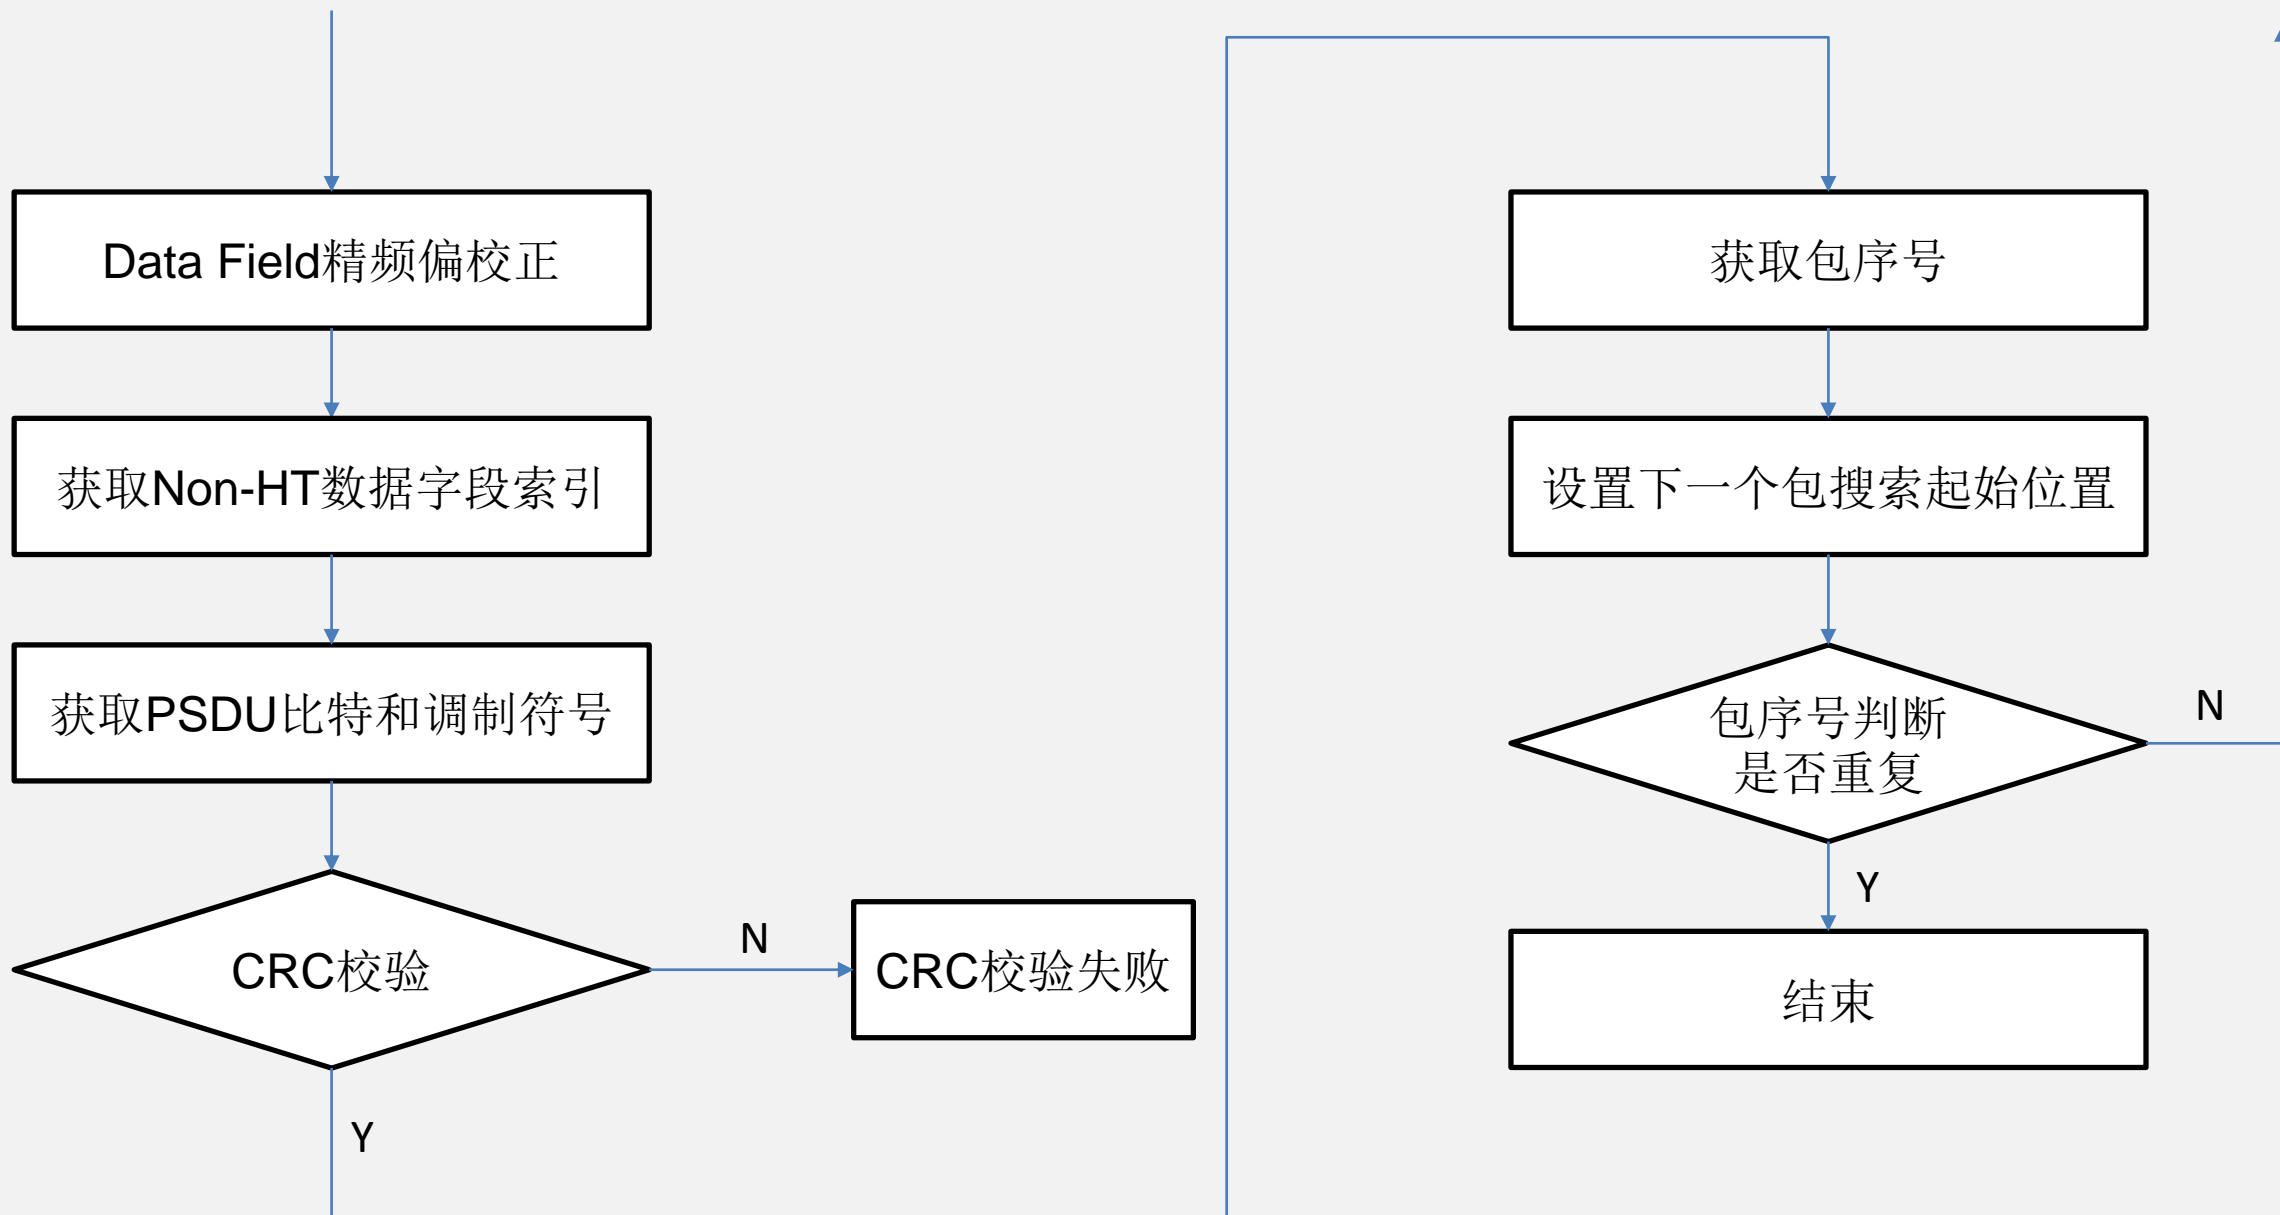 Data Field精频偏校正
获取Non-HT数据字段索引
获取PSDU比特和调制符号
CRC校验
N
CRC校验失败
Y
获取包序号
设置下一个包搜索起始位置
包序号判断
是否重复
N
Y
结束